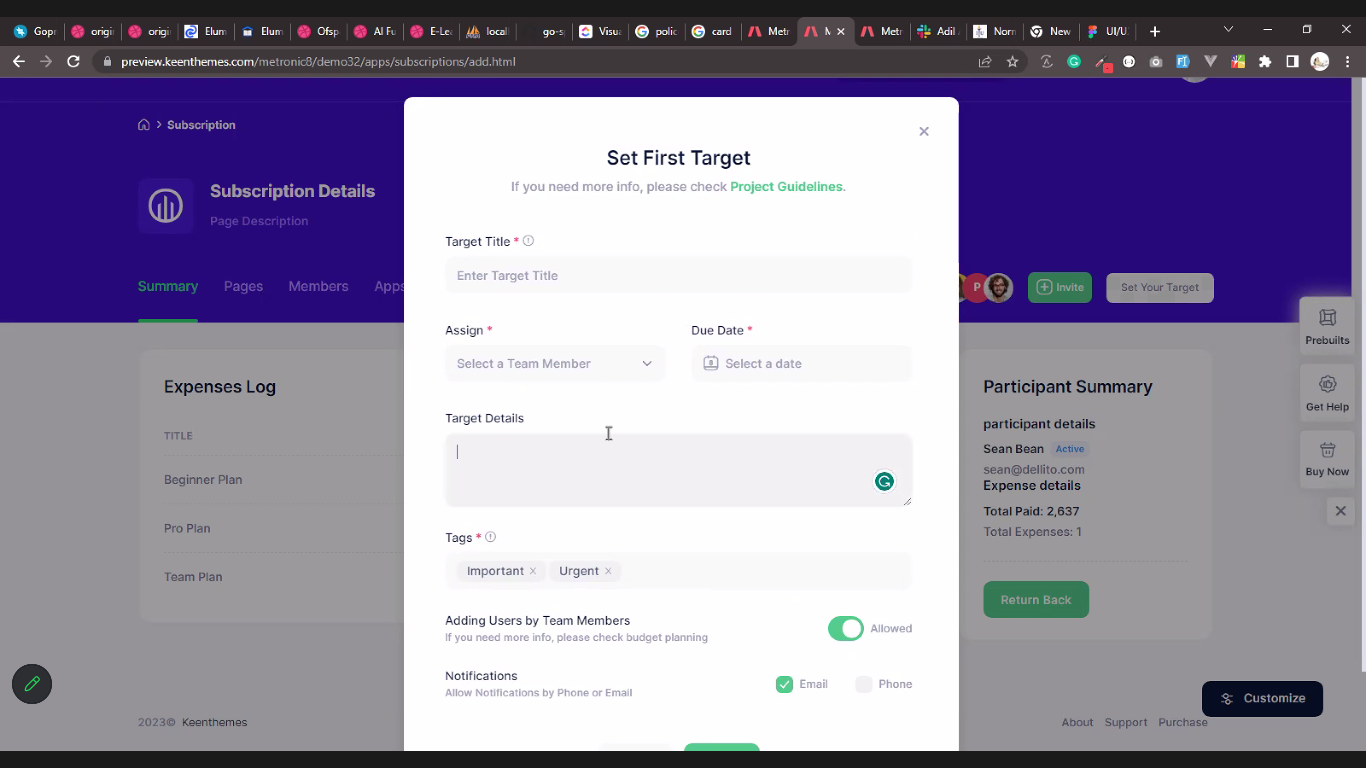 Gope
origin
origin
Elum
Elum
Ofsp
AI Fu
E-Lea
locall
go-s
Visua
polic
card
Metr
M
Metr
Adil
Norm
New
UI/U
preview.keenthemes.com/metronic8/demo32/apps/subscriptions/add.html
Subscription
Subscription Details
Page Description
Summary
Pages
Members
Apps
P
Invite
Set Your Target
Set First Target
If you need more info, please check Project Guidelines.
Target Title *
Enter Target Title
Assign *
Due Date *
Select a Team Member
Select a date
Target Details
Tags *
Important ×
Urgent ×
Adding Users by Team Members
If you need more info, please check budget planning
Allowed
Notifications
Allow Notifications by Phone or Email
Email
Phone
Expenses Log
TITLE
Beginner Plan
Pro Plan
Team Plan
Participant Summary
participant details
Sean Bean Active
sean@dellito.com
Expense details
Total Paid: 2,637
Total Expenses: 1
Return Back
Prebuilts
Get Help
Buy Now
Customize
2023© Keenthemes
About Support Purchase